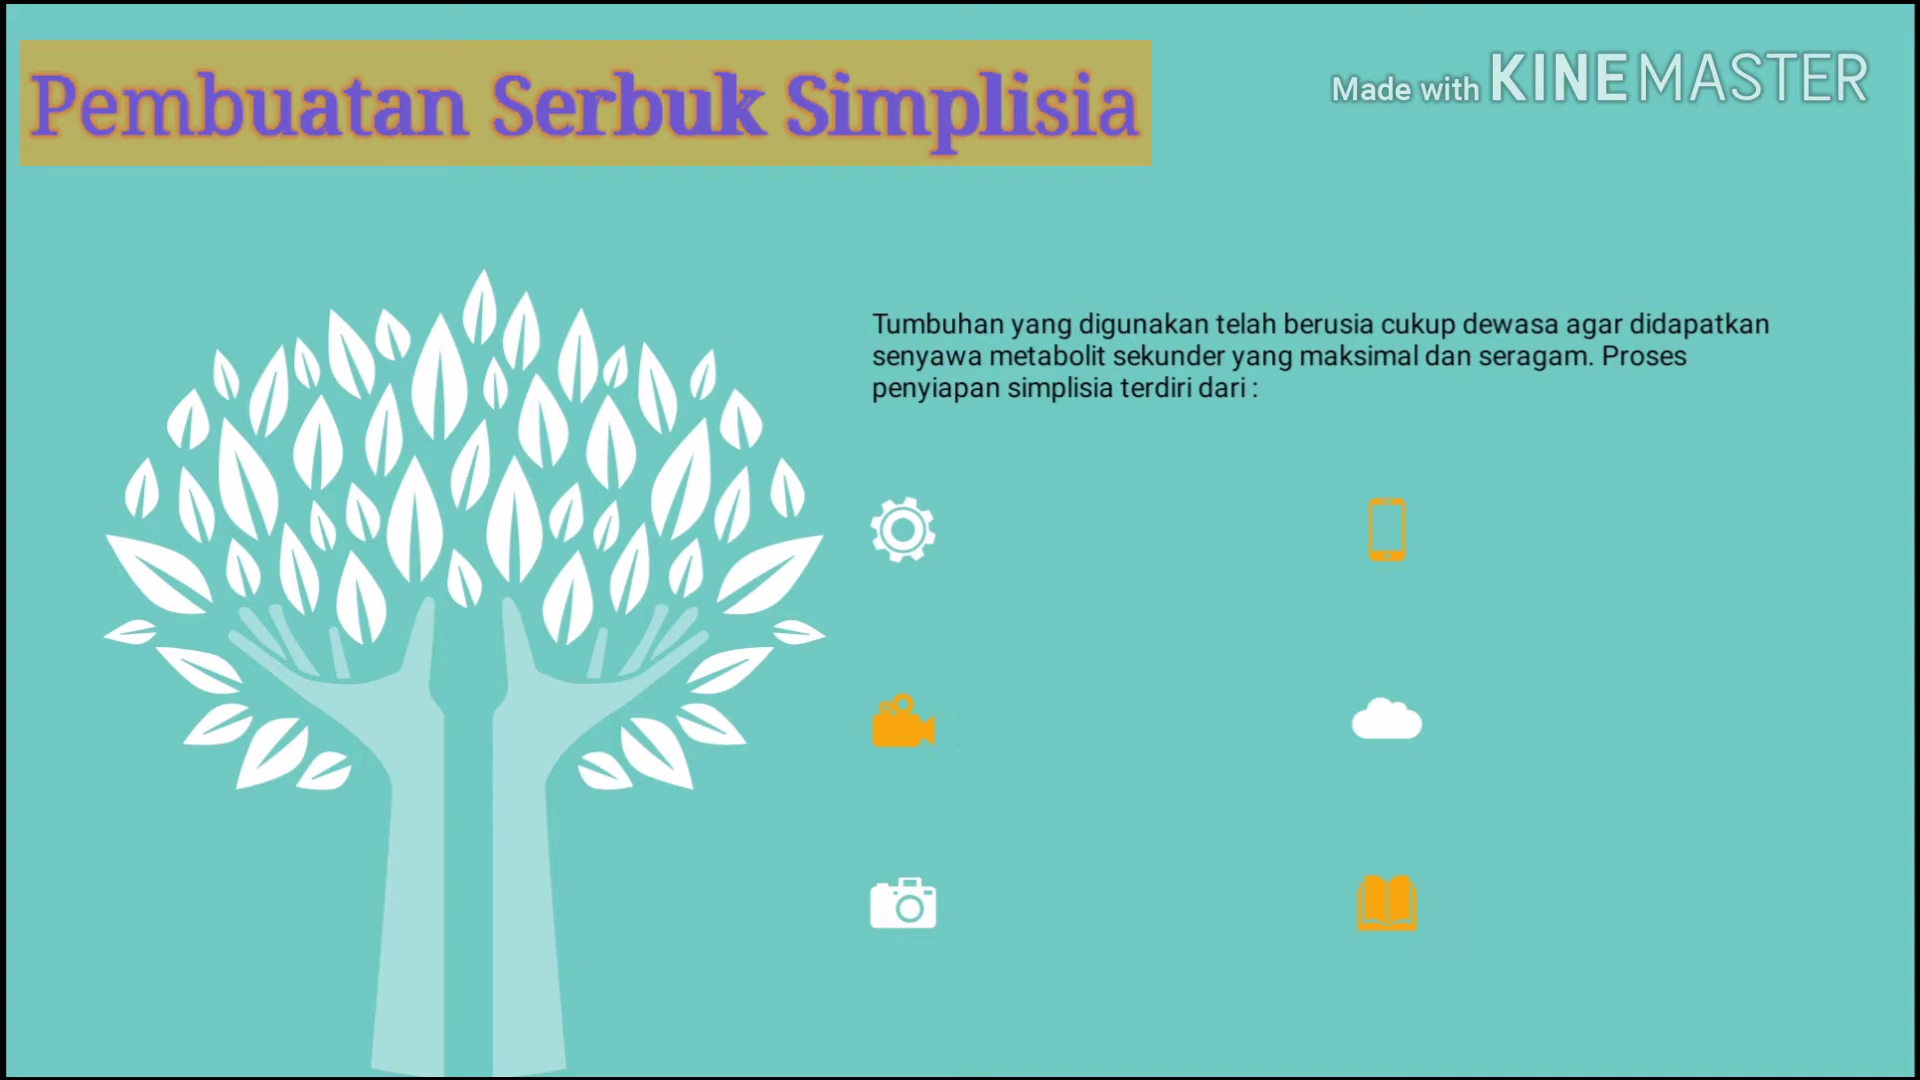 Pembuatan Serbuk Simplisia
Made with KINEMASTER
Tumbuhan yang digunakan telah berusia cukup dewasa agar didapatkan
senyawa metabolit sekunder yang maksimal dan seragam. Proses
penyiapan simplisia terdiri dari :